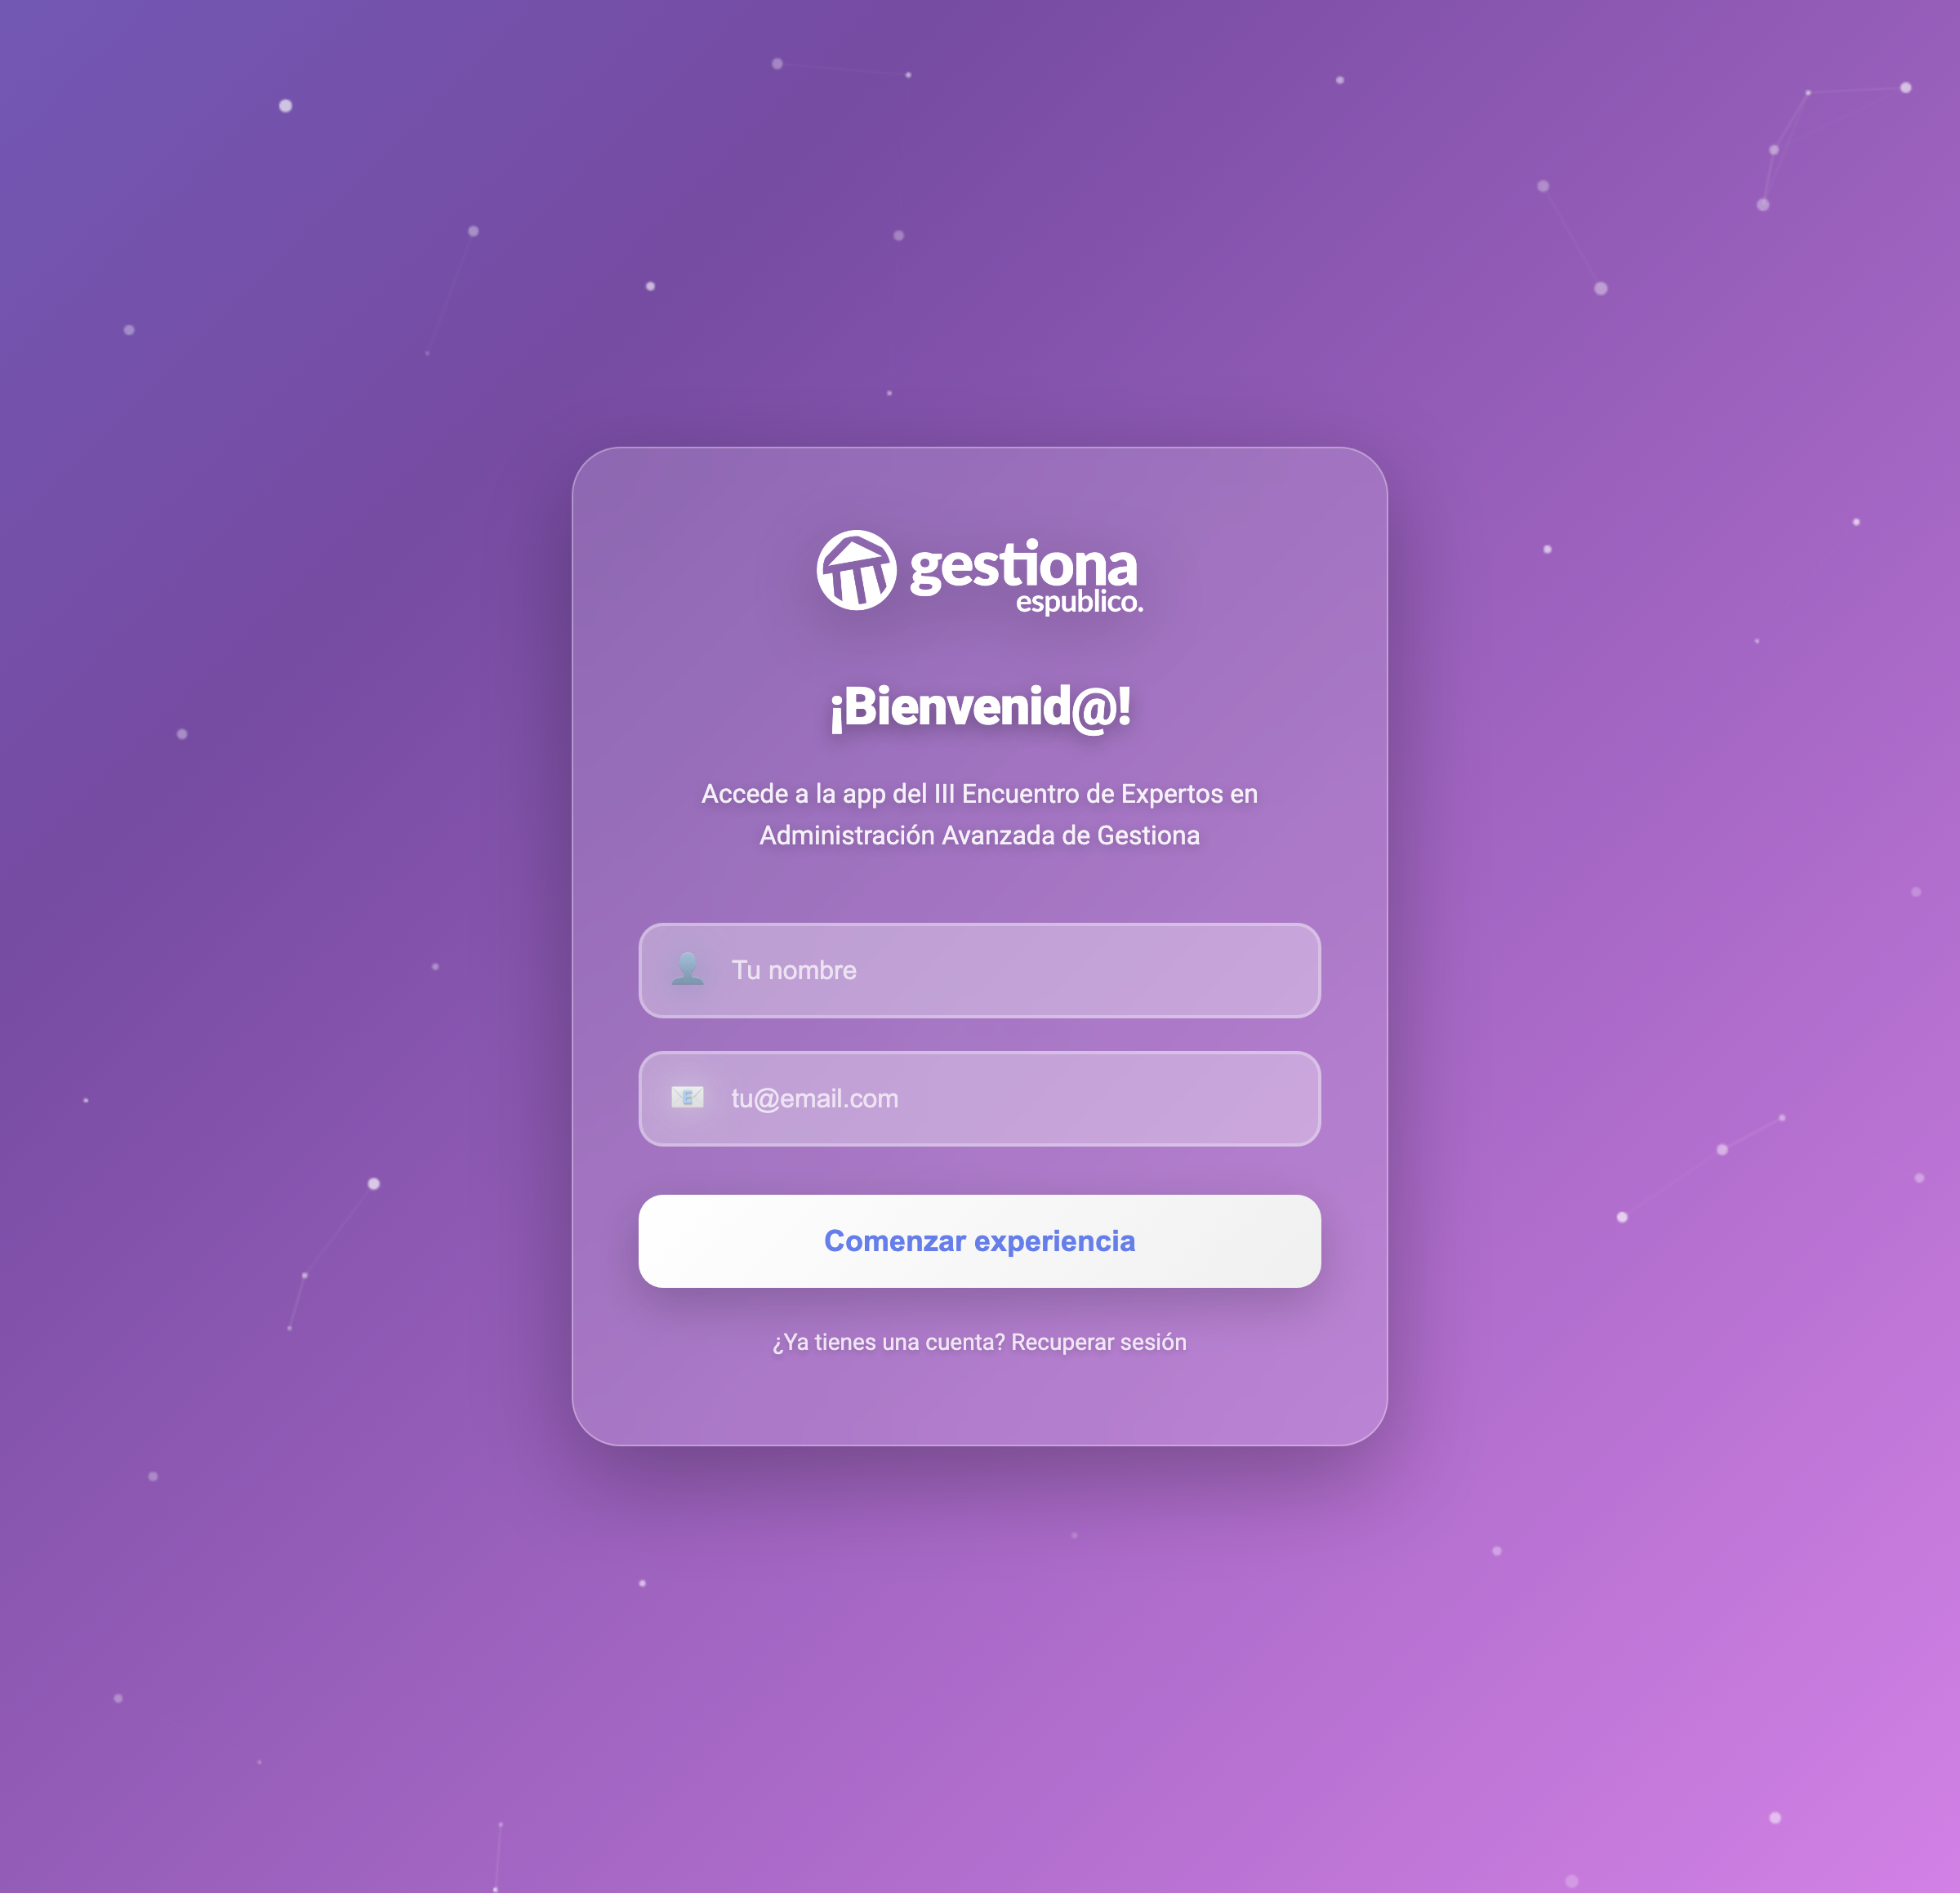 gestiona
espublico.
¡Bienvenid@!
Accede a la app del III Encuentro de Expertos en
Administración Avanzada de Gestiona
Tu nombre
tu@email.com
Comenzar experiencia
¿Ya tienes una cuenta? Recuperar sesión